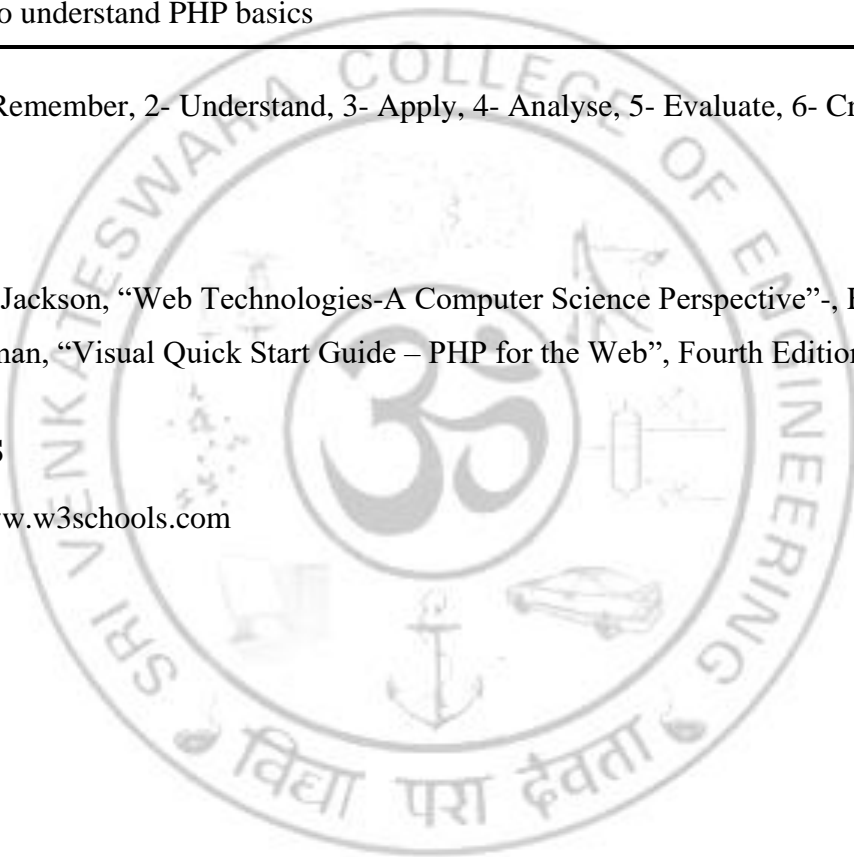 o understand PHP basics
Remember, 2- Understand, 3- Apply, 4- Analyse, 5- Evaluate, 6- Cr
Jackson, “Web Technologies-A Computer Science Perspective”-,
nan, “Visual Quick Start Guide – PHP for the Web”, Fourth Edition
S
w.w3schools.com
SRI VENKATESWARA COLLEGE OF ENGINEERING
ॐ
विद्या परा देवता